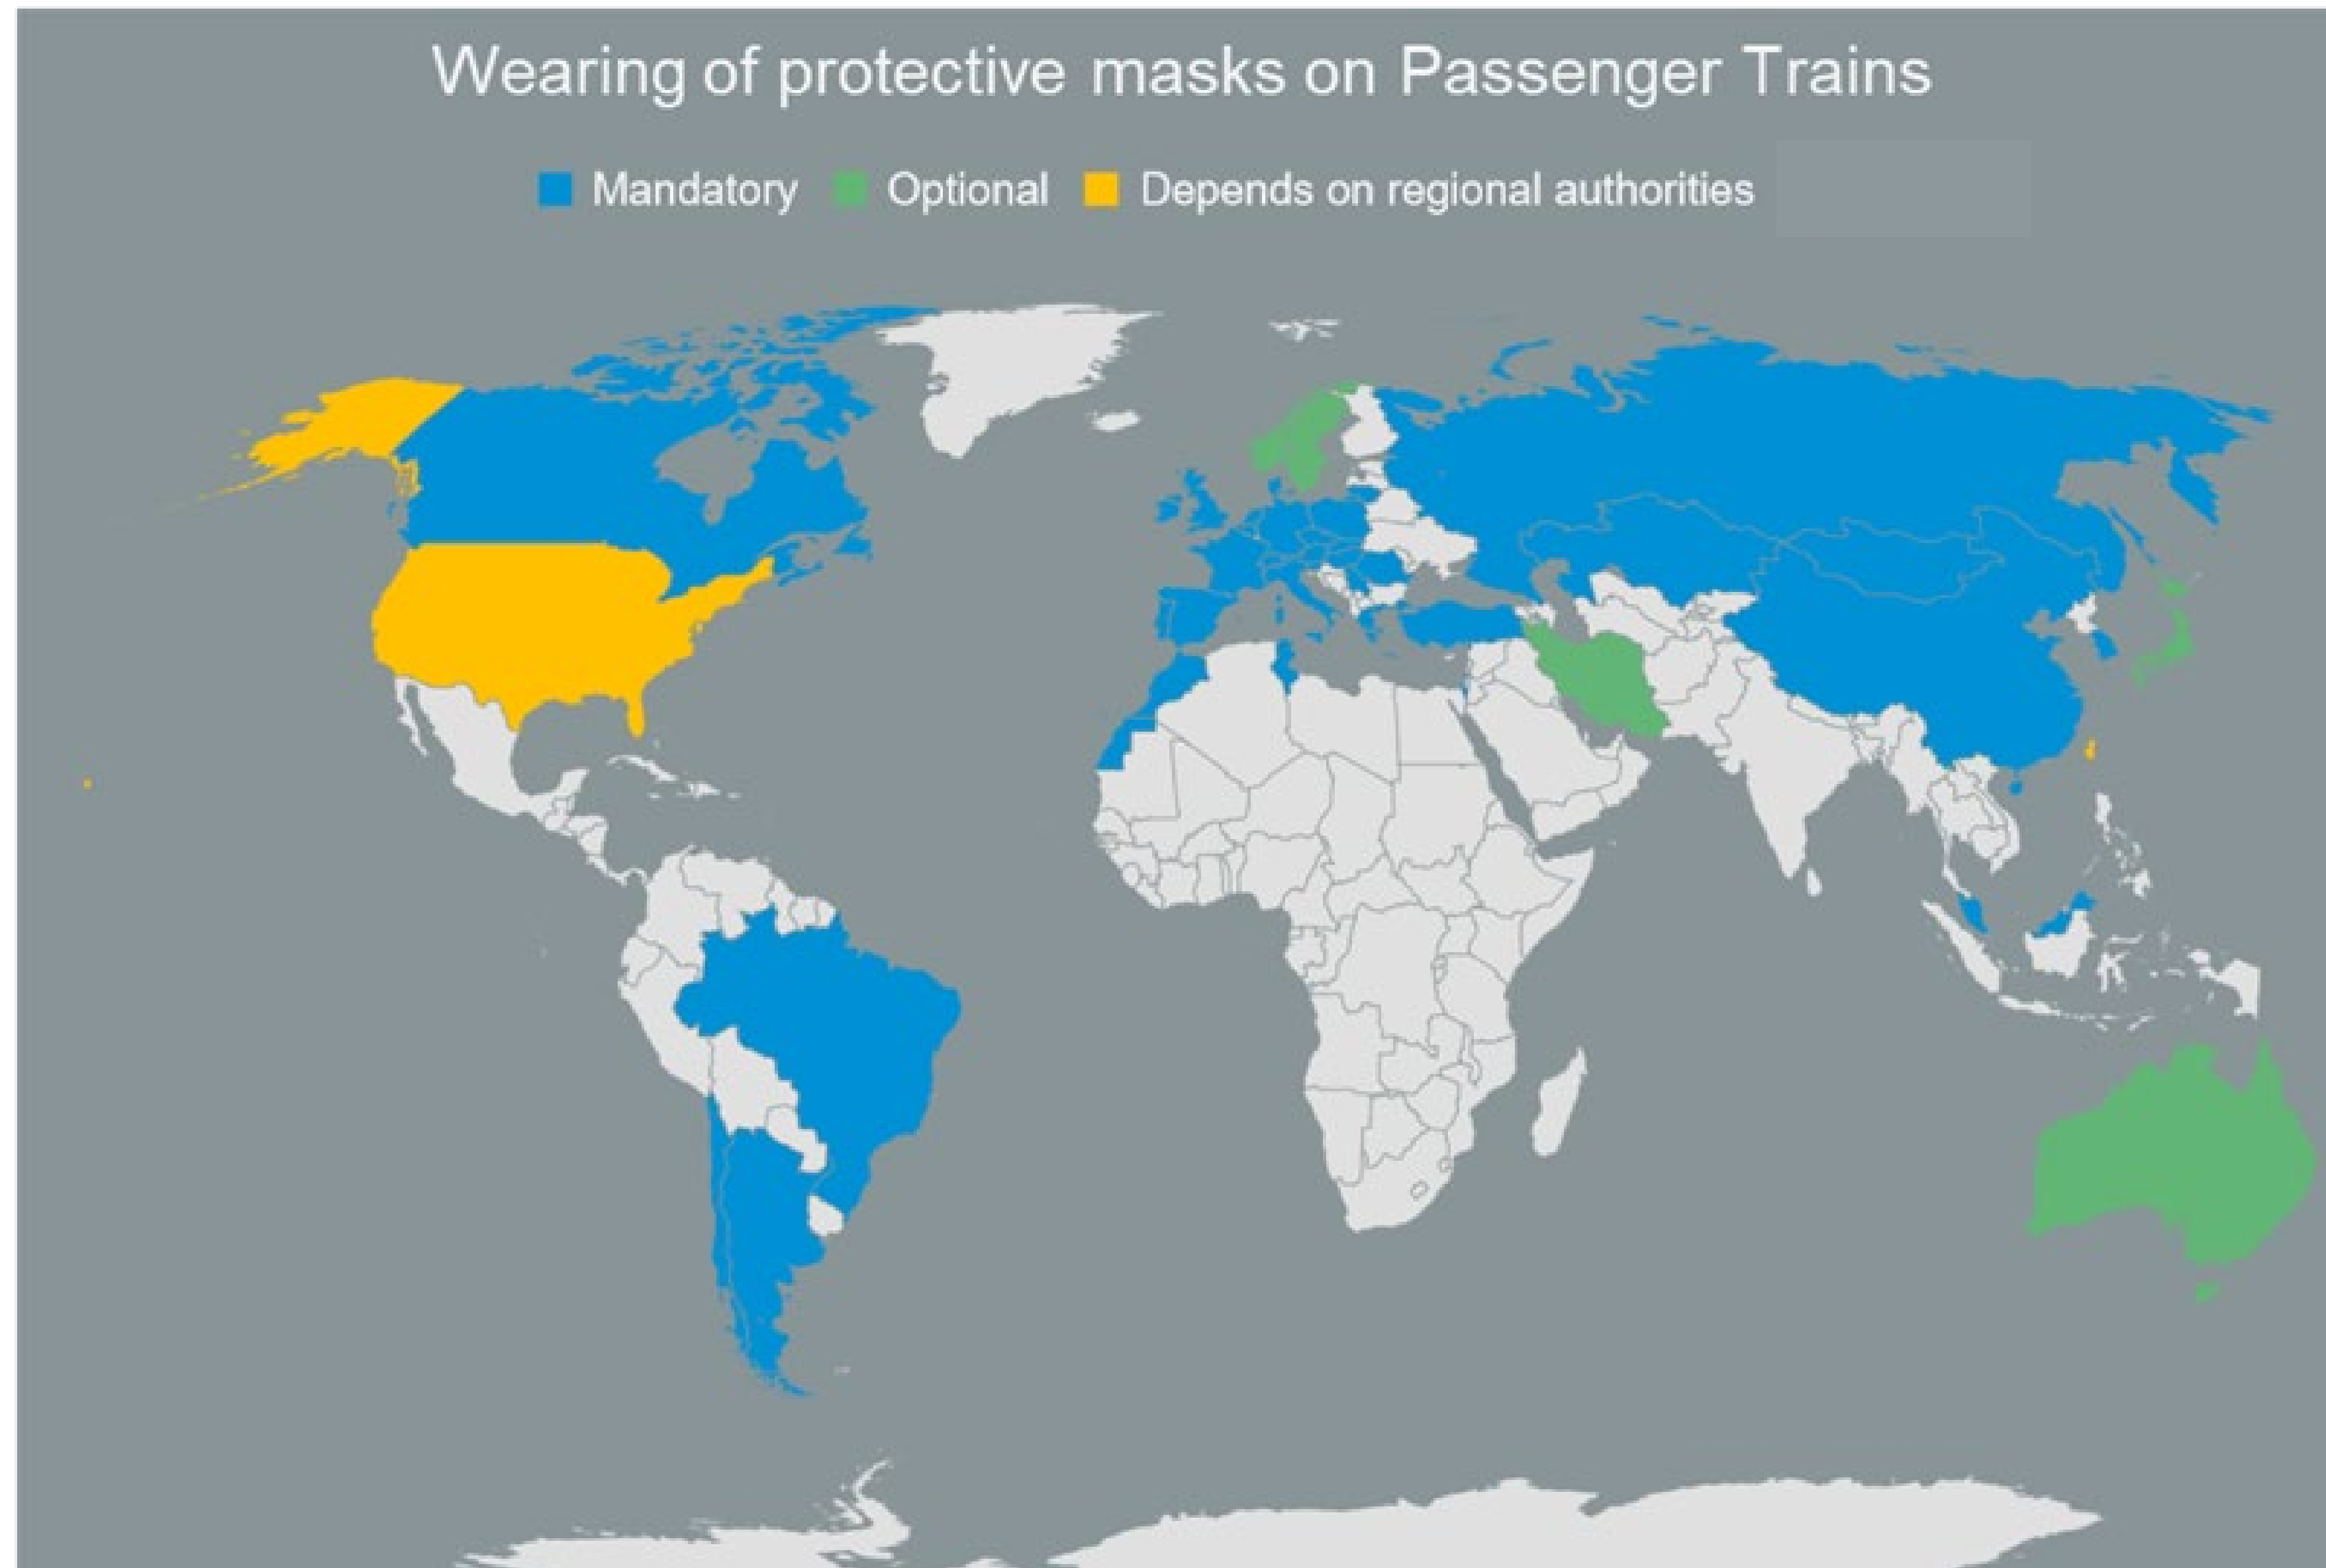 Wearing of protective masks on Passenger Trains
Mandatory Optional Depends on regional authorities